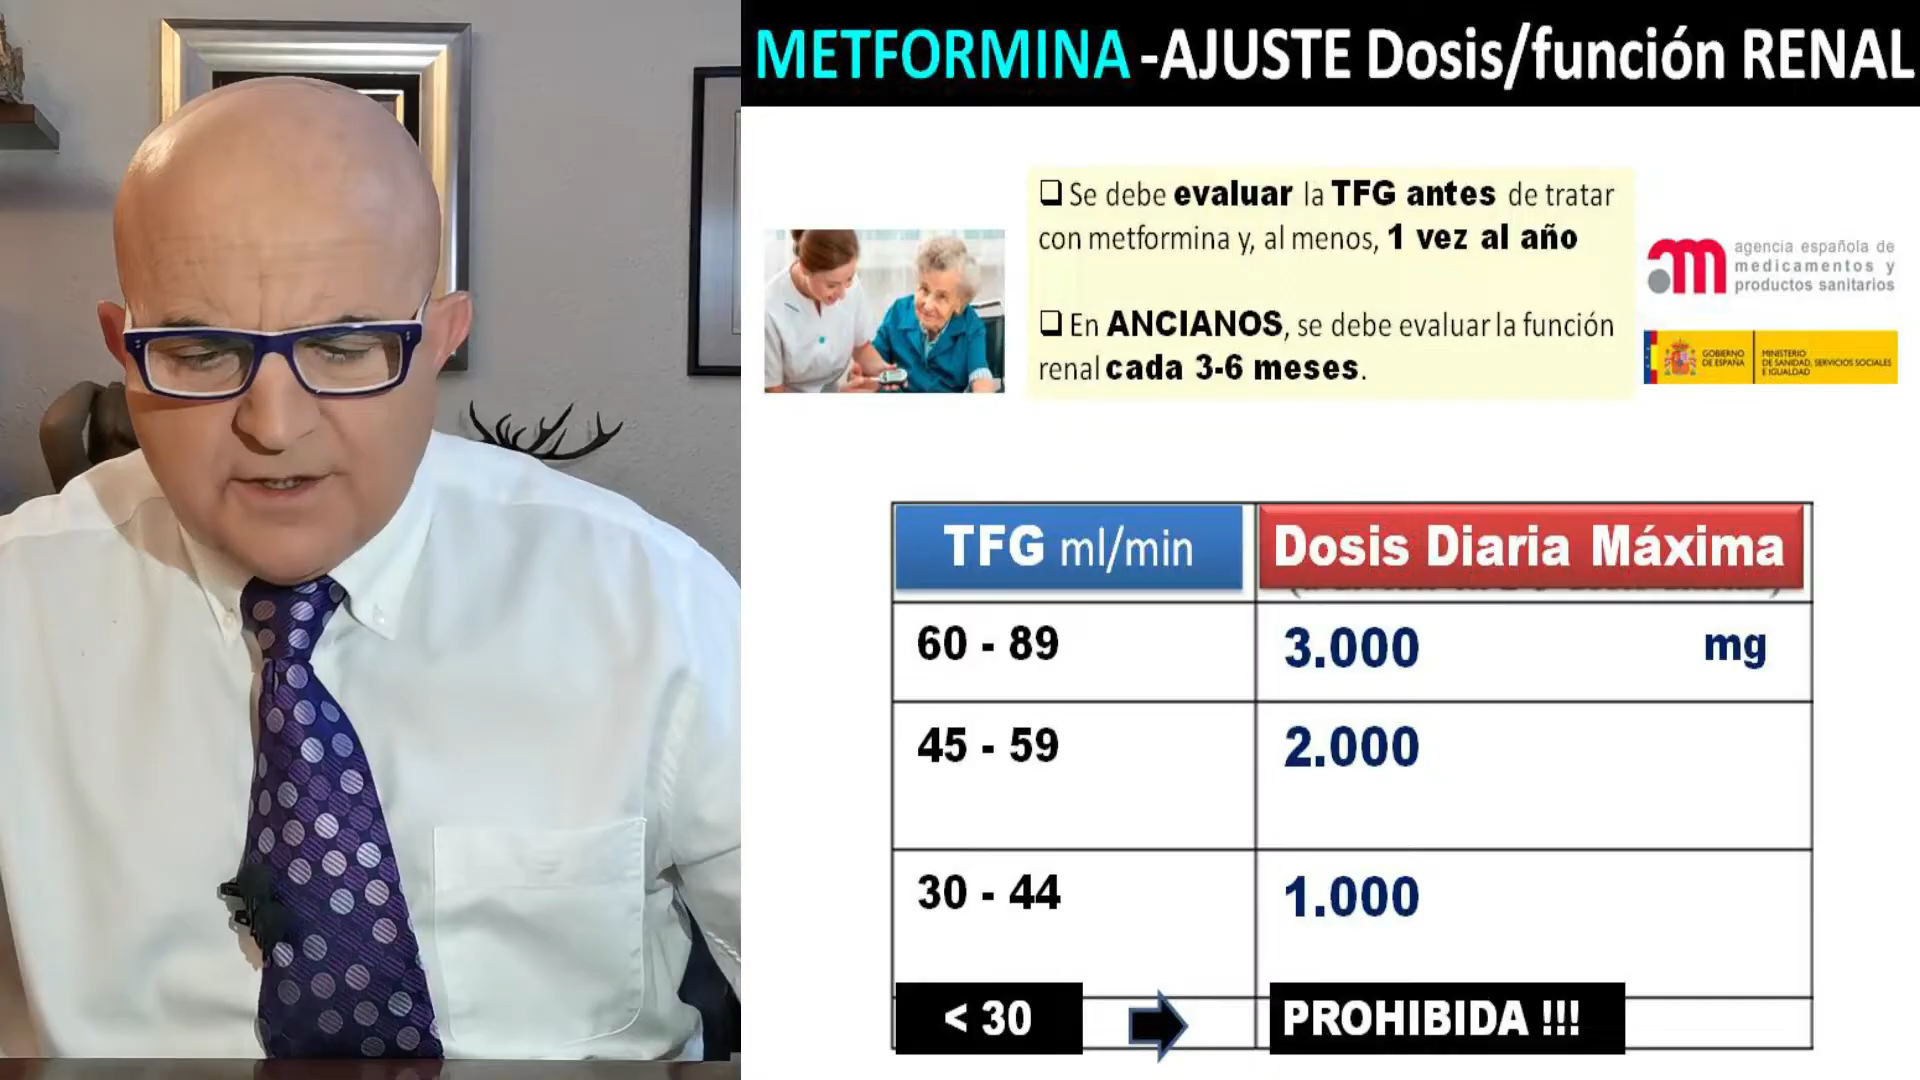 METFORMINA -AJUSTE Dosis/función RENAL
❑ Se debe evaluar la TFG antes de tratar
con metformina y, al menos, 1 vez al año
❑ En ANCIANOS, se debe evaluar la función
renal cada 3-6 meses.
agencia española de
medicamentos y
productos sanitarios
GOBIERNO
DE ESPAÑA
MINISTERIO
DE SANIDAD, SERVICIOS SOCIALES
E IGUALDAD
TFG ml/min
Dosis Diaria Máxima
60 - 89
3.000 mg
45 - 59
2.000
30 - 44
1.000
< 30
PROHIBIDA !!!